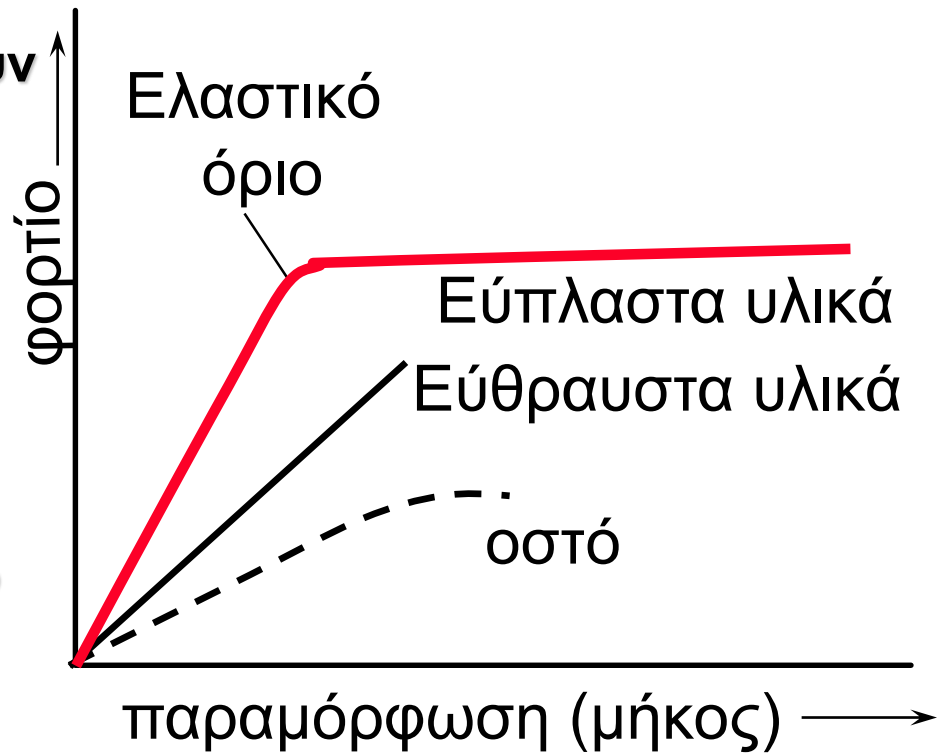 Ελαστικό
όριο
φορτίο
Εύπλαστα υλικά
Εύθραυστα υλικά
οστό
παραμόρφωση (μήκος)